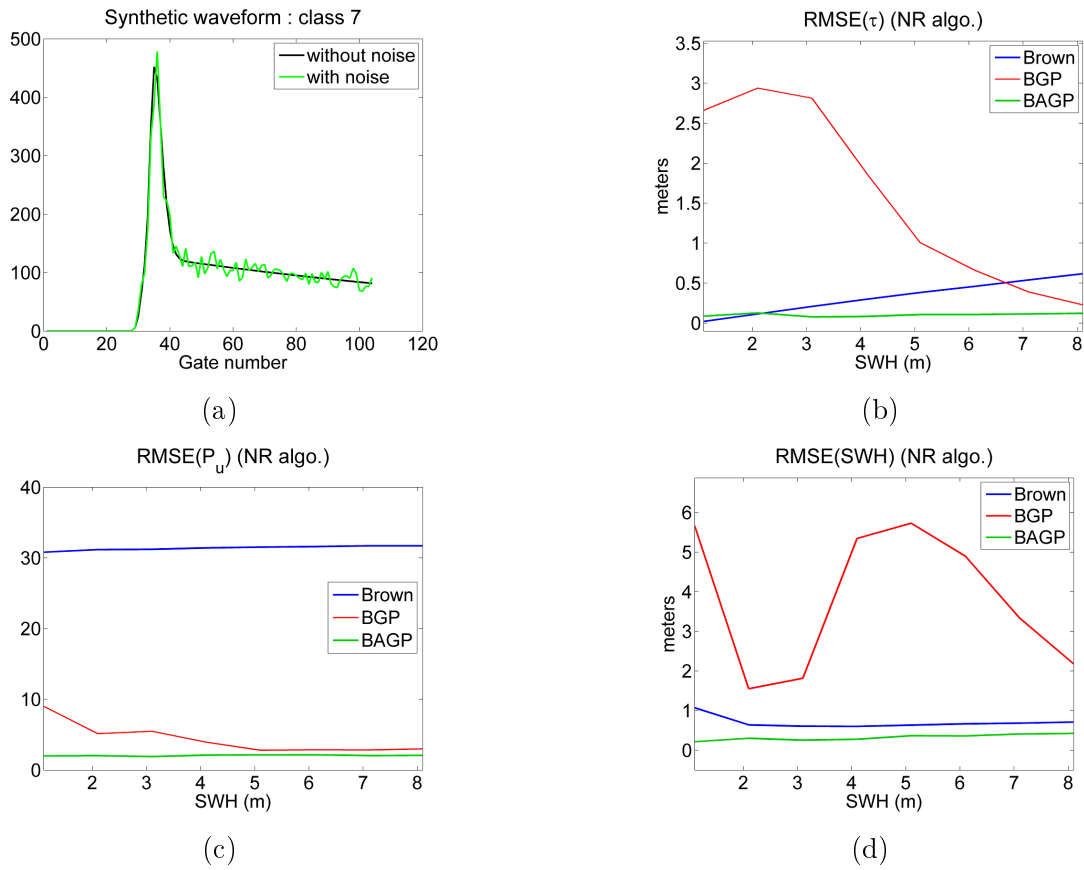 Synthetic waveform : class 7
500
400
300
200
100
0
0 20 40 60 80 100 120
Gate number
without noise
with noise
(a)
RMSE(τ) (NR algo.)
3.5
3
2.5
2
1.5
1
0.5
0
meters
2 3 4 5 6 7 8
SWH (m)
Brown
BGP
BAGP
(b)
RMSE(Pu) (NR algo.)
40
30
20
10
0
2 3 4 5 6 7 8
SWH (m)
Brown
BGP
BAGP
(c)
RMSE(SWH) (NR algo.)
6
5
4
3
2
1
0
meters
2 3 4 5 6 7 8
SWH (m)
Brown
BGP
BAGP
(d)